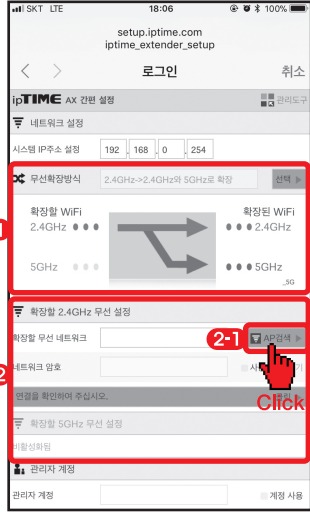 SKT LTE 18:06 100%
setup.iptime.com
iptime_extender_setup
로그인 취소
ipTIME AX 간편 설정 관리도구
네트워크 설정
시스템 IP주소 설정 192 . 168 . 0 . 254
무선확장방식 2.4GHz->2.4GHz와 5GHz로 확장 선택
1
확장할 WiFi 확장된 WiFi
2.4GHz 2.4GHz
5GHz 5GHz
_5G
확장할 2.4GHz 무선 설정
확장할 무선 네트워크 2-1 AP검색
2
네트워크 암호
연결을 확인하여 주십시오.
Click
확장할 5GHz 무선 설정
비활성화됨
관리자 계정
관리자 계정 계정 사용